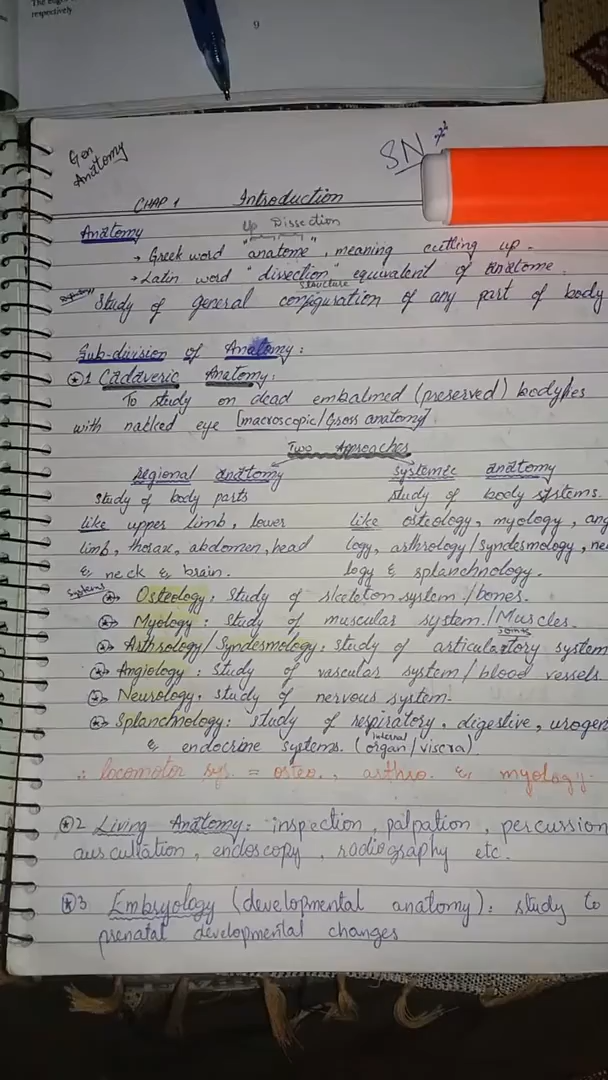 respectively
9
Gen Anatomy
SN
CHAP 1 Introduction
Anatomy
up Dissection
→ Greek word "anatome", meaning cutting up.
→ Latin word "dissection" equivalent of Anatome.
structure
Study of general configuration of any part of body
Sub-division of Anatomy:
1 Cadaveric Anatomy:
To study on dead embalmed (preserved) body/ies
with naked eye [macroscopic/Gross anatomy]
Two Approaches
Regional anatomy
Study of body parts
like upper limb, lower
limb, thorax, abdomen, head
& neck & brain.
Systemic anatomy
study of body systems.
like osteology, myology, ang
logy, arthrology/Syndesmology, ne
logy & splanchnology.
Systems
Osteology: Study of skeleton system/bones.
Myology: Study of muscular system./Muscles.
joints
Arthrology/Syndesmology: study of articulatory system
Angiology: Study of vascular system/blood vessels
Neurology: study of nervous system.
Splanchnology: study of respiratory, digestive, urogen
internal
& endocrine systems. (organ/viscra)
∴ locomotor sys. = osteo., arthro. & myology.
2 Living Anatomy: inspection, palpation, percussion
auscultation, endoscopy, radiography etc.
3 Embryology (developmental anatomy): study to
prenatal developmental changes